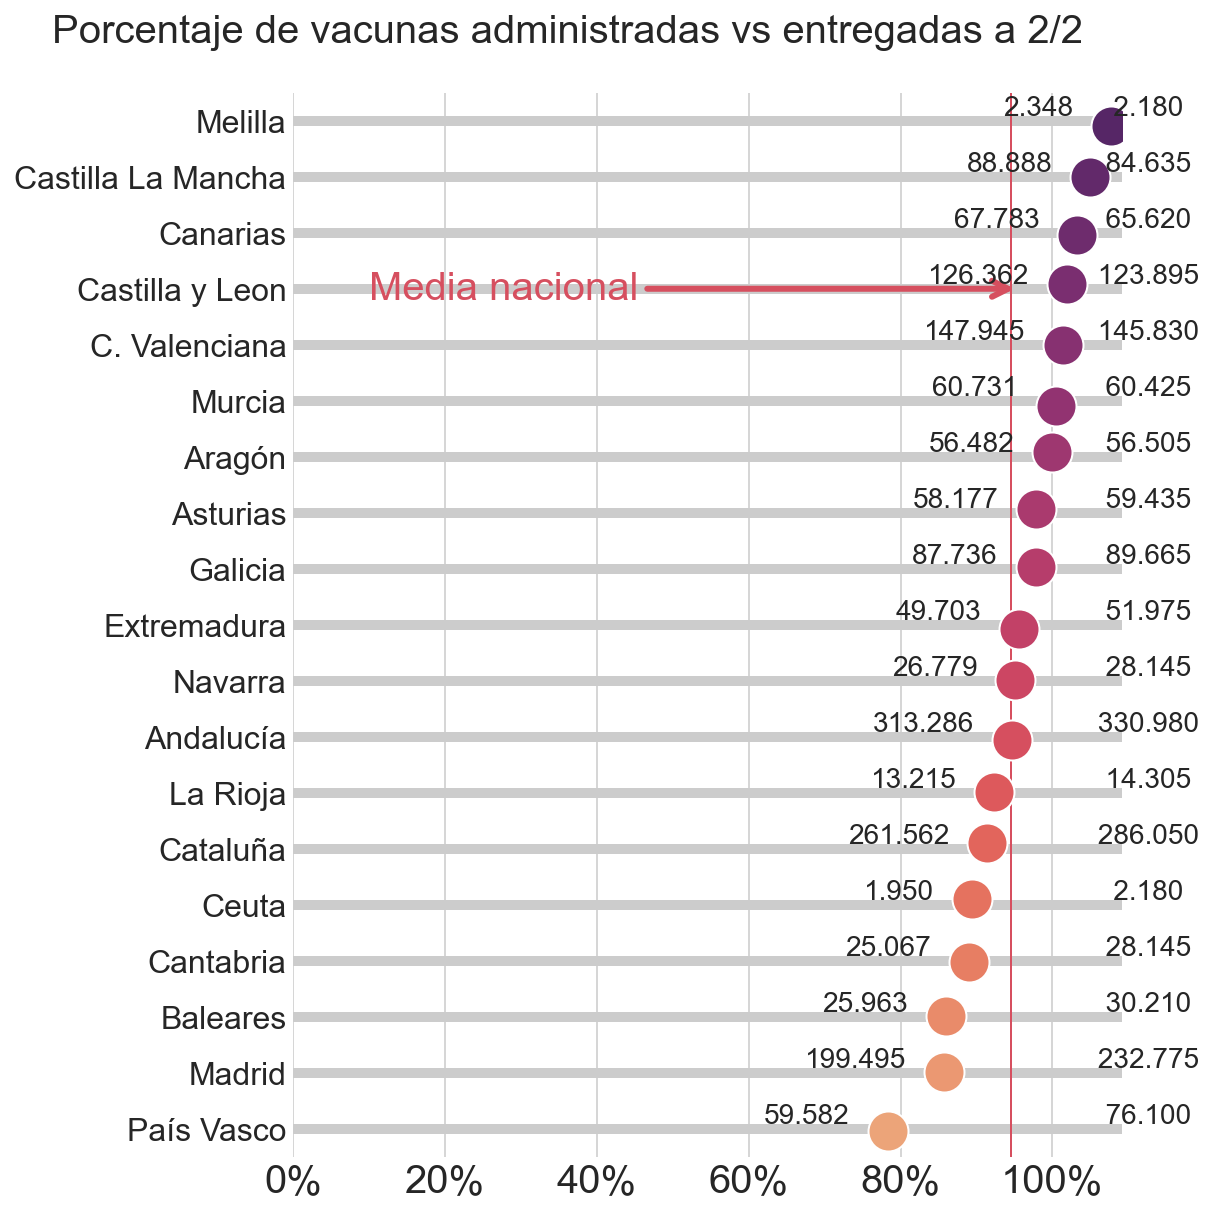 Porcentaje de vacunas administradas vs entregadas a 2/2
Melilla 2.348 2.180
Castilla La Mancha 88.888 84.635
Canarias 67.783 65.620
Castilla y Leon Media nacional 126.362 123.895
C. Valenciana 147.945 145.830
Murcia 60.731 60.425
Aragón 56.482 56.505
Asturias 58.177 59.435
Galicia 87.736 89.665
Extremadura 49.703 51.975
Navarra 26.779 28.145
Andalucía 313.286 330.980
La Rioja 13.215 14.305
Cataluña 261.562 286.050
Ceuta 1.950 2.180
Cantabria 25.067 28.145
Baleares 25.963 30.210
Madrid 199.495 232.775
País Vasco 59.582 76.100
0% 20% 40% 60% 80% 100%